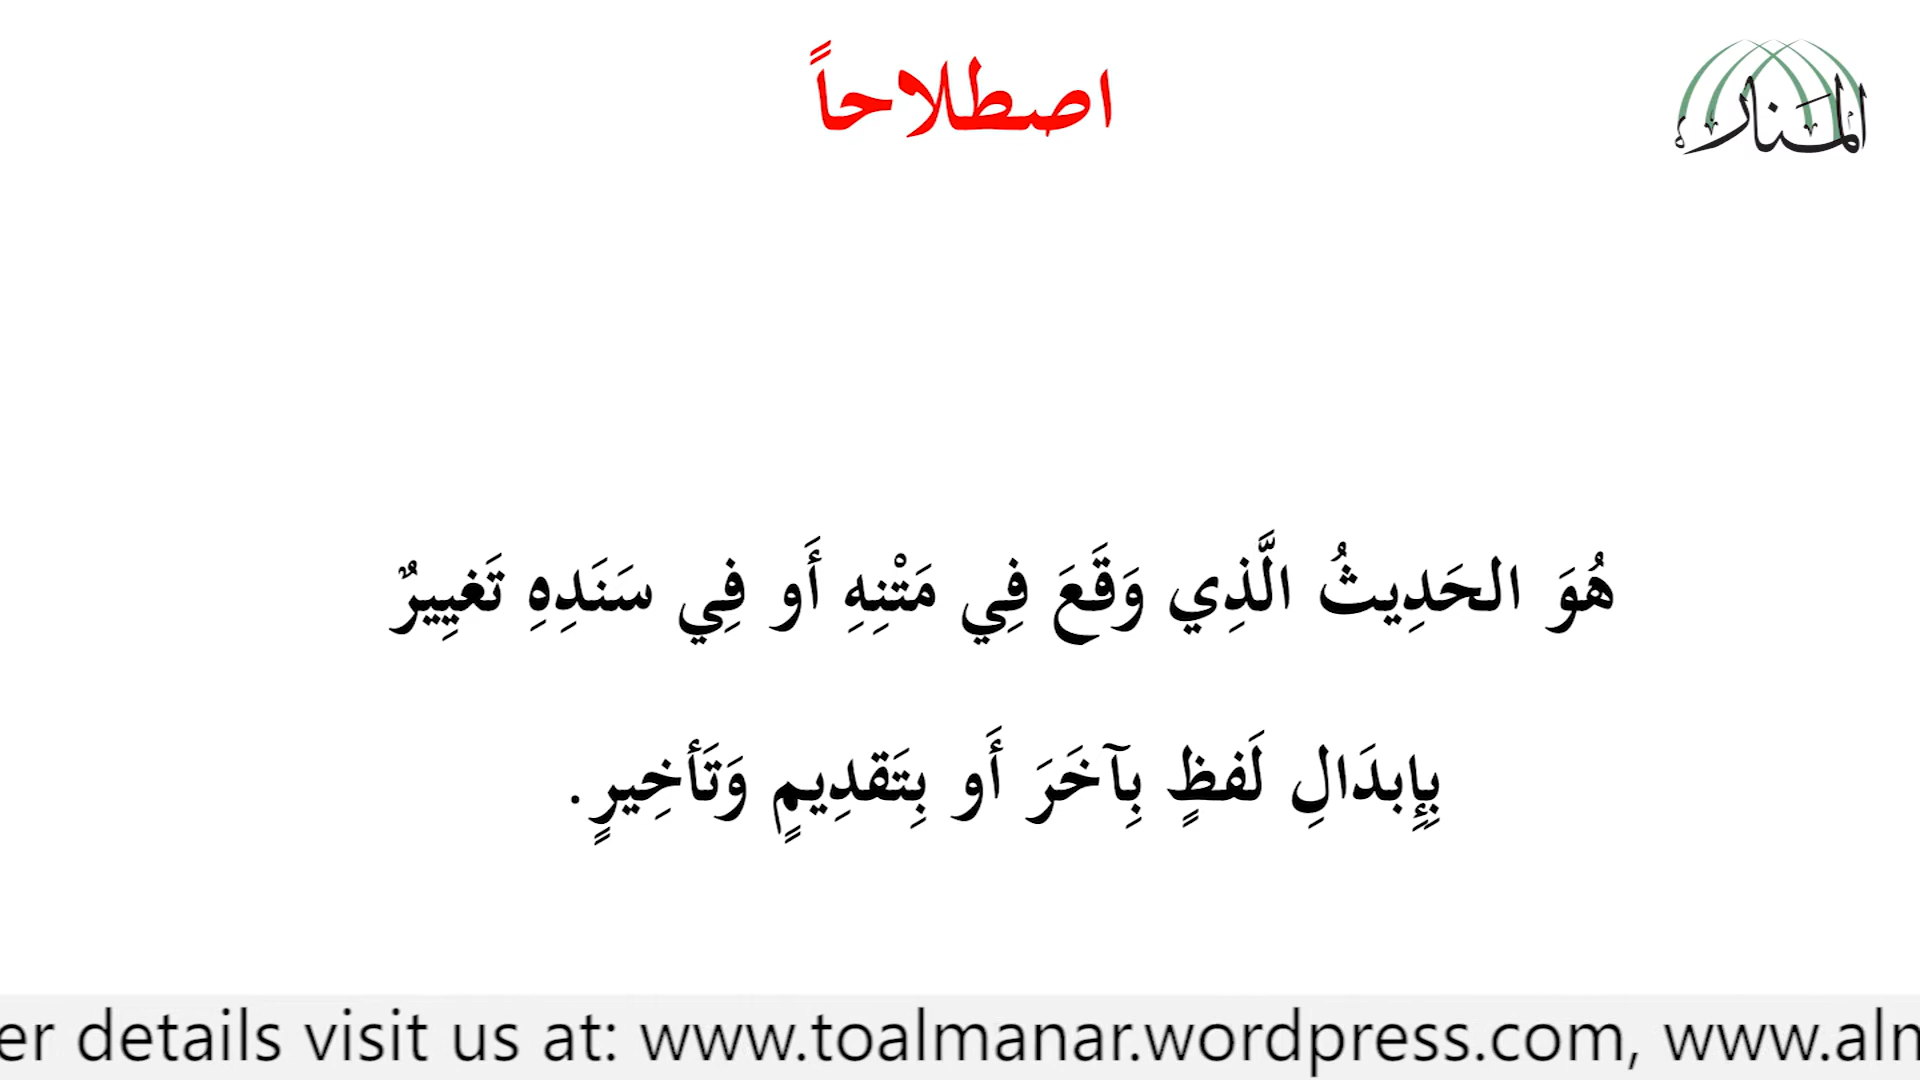 اصطلاحاً
المنار
هُوَ الحَدِيثُ الَّذِي وَقَعَ فِي مَتْنِهِ أَو فِي سَنَدِهِ تَغيِيرٌ
بِإِبدَالِ لَفظٍ بِآخَرَ أَو بِتَقدِيمٍ وَتَأخِيرٍ.
er details visit us at: www.toalmanar.wordpress.com, www.aln